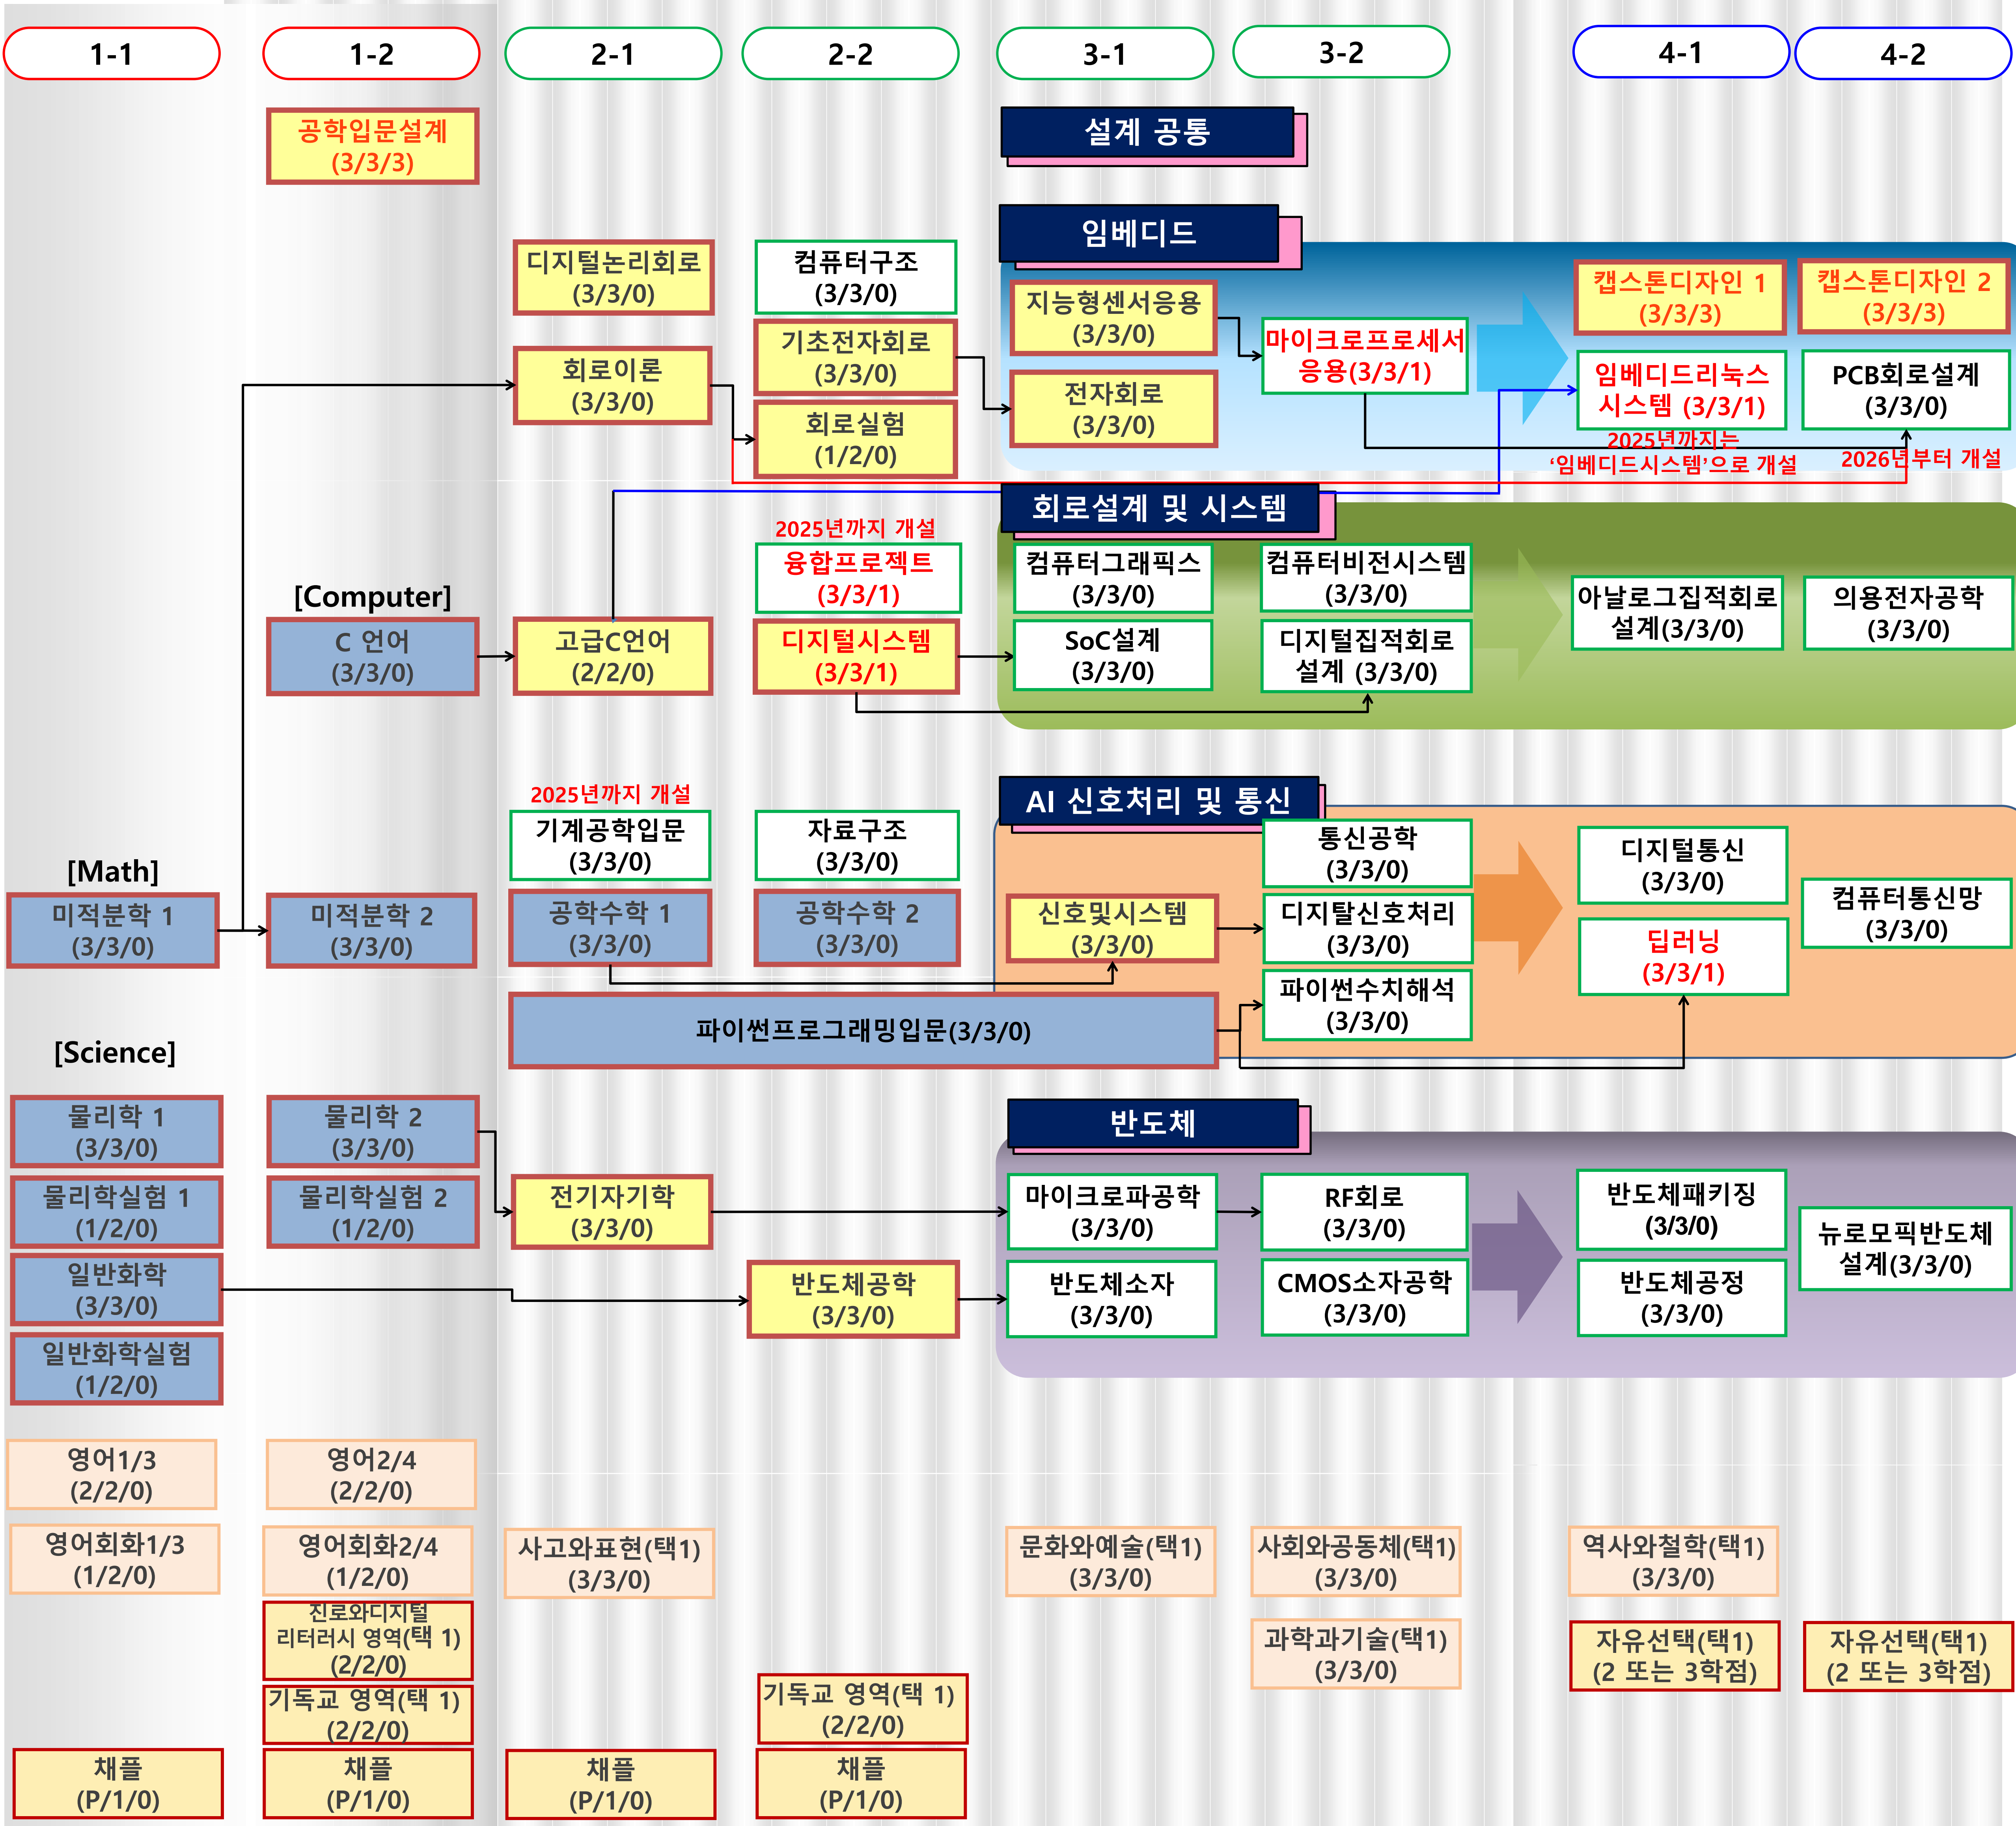 1-1
1-2
2-1
2-2
3-1
3-2
4-1
4-2
공학입문설계
(3/3/3)
설계 공통
임베디드
디지털논리회로
(3/3/0)
컴퓨터구조
(3/3/0)
지능형센서응용
(3/3/0)
캡스톤디자인 1
(3/3/3)
캡스톤디자인 2
(3/3/3)
회로이론
(3/3/0)
기초전자회로
(3/3/0)
마이크로프로세서
응용(3/3/1)
전자회로
(3/3/0)
임베디드리눅스
시스템 (3/3/1)
PCB회로설계
(3/3/0)
회로실험
(1/2/0)
2025년까지는
‘임베디드시스템’으로 개설
2026년부터 개설
회로설계 및 시스템
2025년까지 개설
융합프로젝트
(3/3/1)
컴퓨터그래픽스
(3/3/0)
컴퓨터비전시스템
(3/3/0)
아날로그집적회로
설계(3/3/0)
의용전자공학
(3/3/0)
[Computer]
C 언어
(3/3/0)
고급C언어
(2/2/0)
디지털시스템
(3/3/1)
SoC설계
(3/3/0)
디지털집적회로
설계 (3/3/0)
AI 신호처리 및 통신
2025년까지 개설
기계공학입문
(3/3/0)
자료구조
(3/3/0)
통신공학
(3/3/0)
디지털통신
(3/3/0)
컴퓨터통신망
(3/3/0)
[Math]
미적분학 1
(3/3/0)
미적분학 2
(3/3/0)
공학수학 1
(3/3/0)
공학수학 2
(3/3/0)
신호및시스템
(3/3/0)
디지탈신호처리
(3/3/0)
딥러닝
(3/3/1)
파이썬프로그래밍입문(3/3/0)
파이썬수치해석
(3/3/0)
[Science]
반도체
물리학 1
(3/3/0)
물리학 2
(3/3/0)
물리학실험 1
(1/2/0)
물리학실험 2
(1/2/0)
전기자기학
(3/3/0)
마이크로파공학
(3/3/0)
RF회로
(3/3/0)
반도체패키징
(3/3/0)
뉴로모픽반도체
설계(3/3/0)
일반화학
(3/3/0)
반도체공학
(3/3/0)
반도체소자
(3/3/0)
CMOS소자공학
(3/3/0)
반도체공정
(3/3/0)
일반화학실험
(1/2/0)
영어1/3
(2/2/0)
영어2/4
(2/2/0)
영어회화1/3
(1/2/0)
영어회화2/4
(1/2/0)
사고와표현(택1)
(3/3/0)
문화와예술(택1)
(3/3/0)
사회와공동체(택1)
(3/3/0)
역사와철학(택1)
(3/3/0)
진로와디지털
리터러시 영역(택 1)
(2/2/0)
과학과기술(택1)
(3/3/0)
자유선택(택1)
(2 또는 3학점)
자유선택(택1)
(2 또는 3학점)
기독교 영역(택 1)
(2/2/0)
기독교 영역(택 1)
(2/2/0)
채플
(P/1/0)
채플
(P/1/0)
채플
(P/1/0)
채플
(P/1/0)